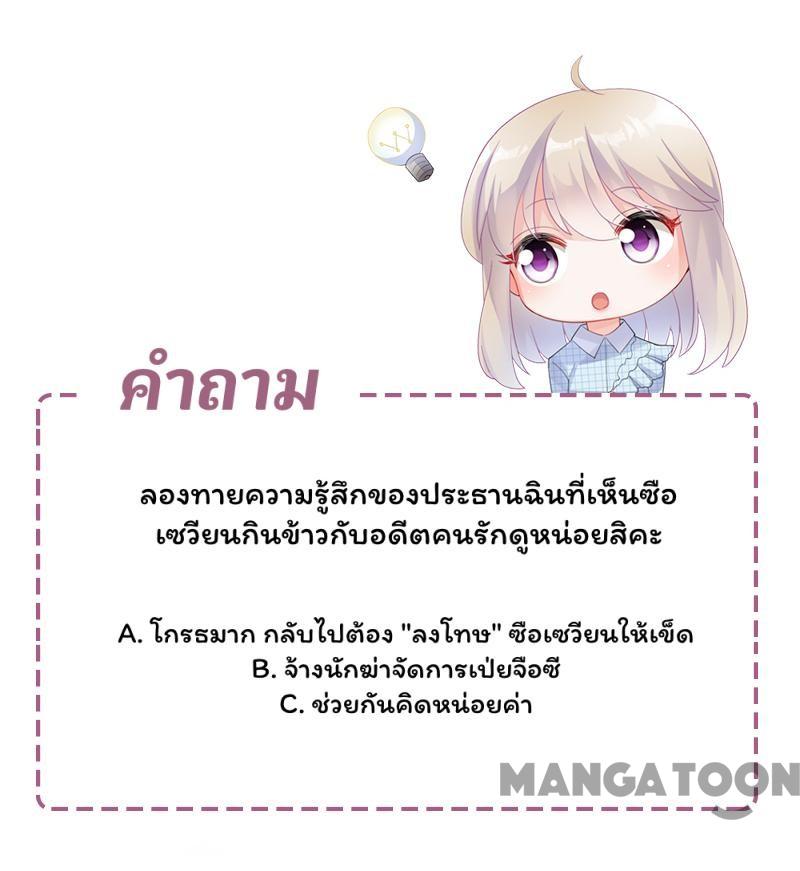 คำถาม
ลองทายความรู้สึกของประธานฉินที่เห็นซือ
เซวียนกินข้าวกับอดีตคนรักดูหน่อยสิคะ
A. โกรธมาก กลับไปต้อง "ลงโทษ" ซือเซวียนให้เข็ด
B. จ้างนักฆ่าจัดการเป่ยจือซี
C. ช่วยกันคิดหน่อยค่า
MANGATOON